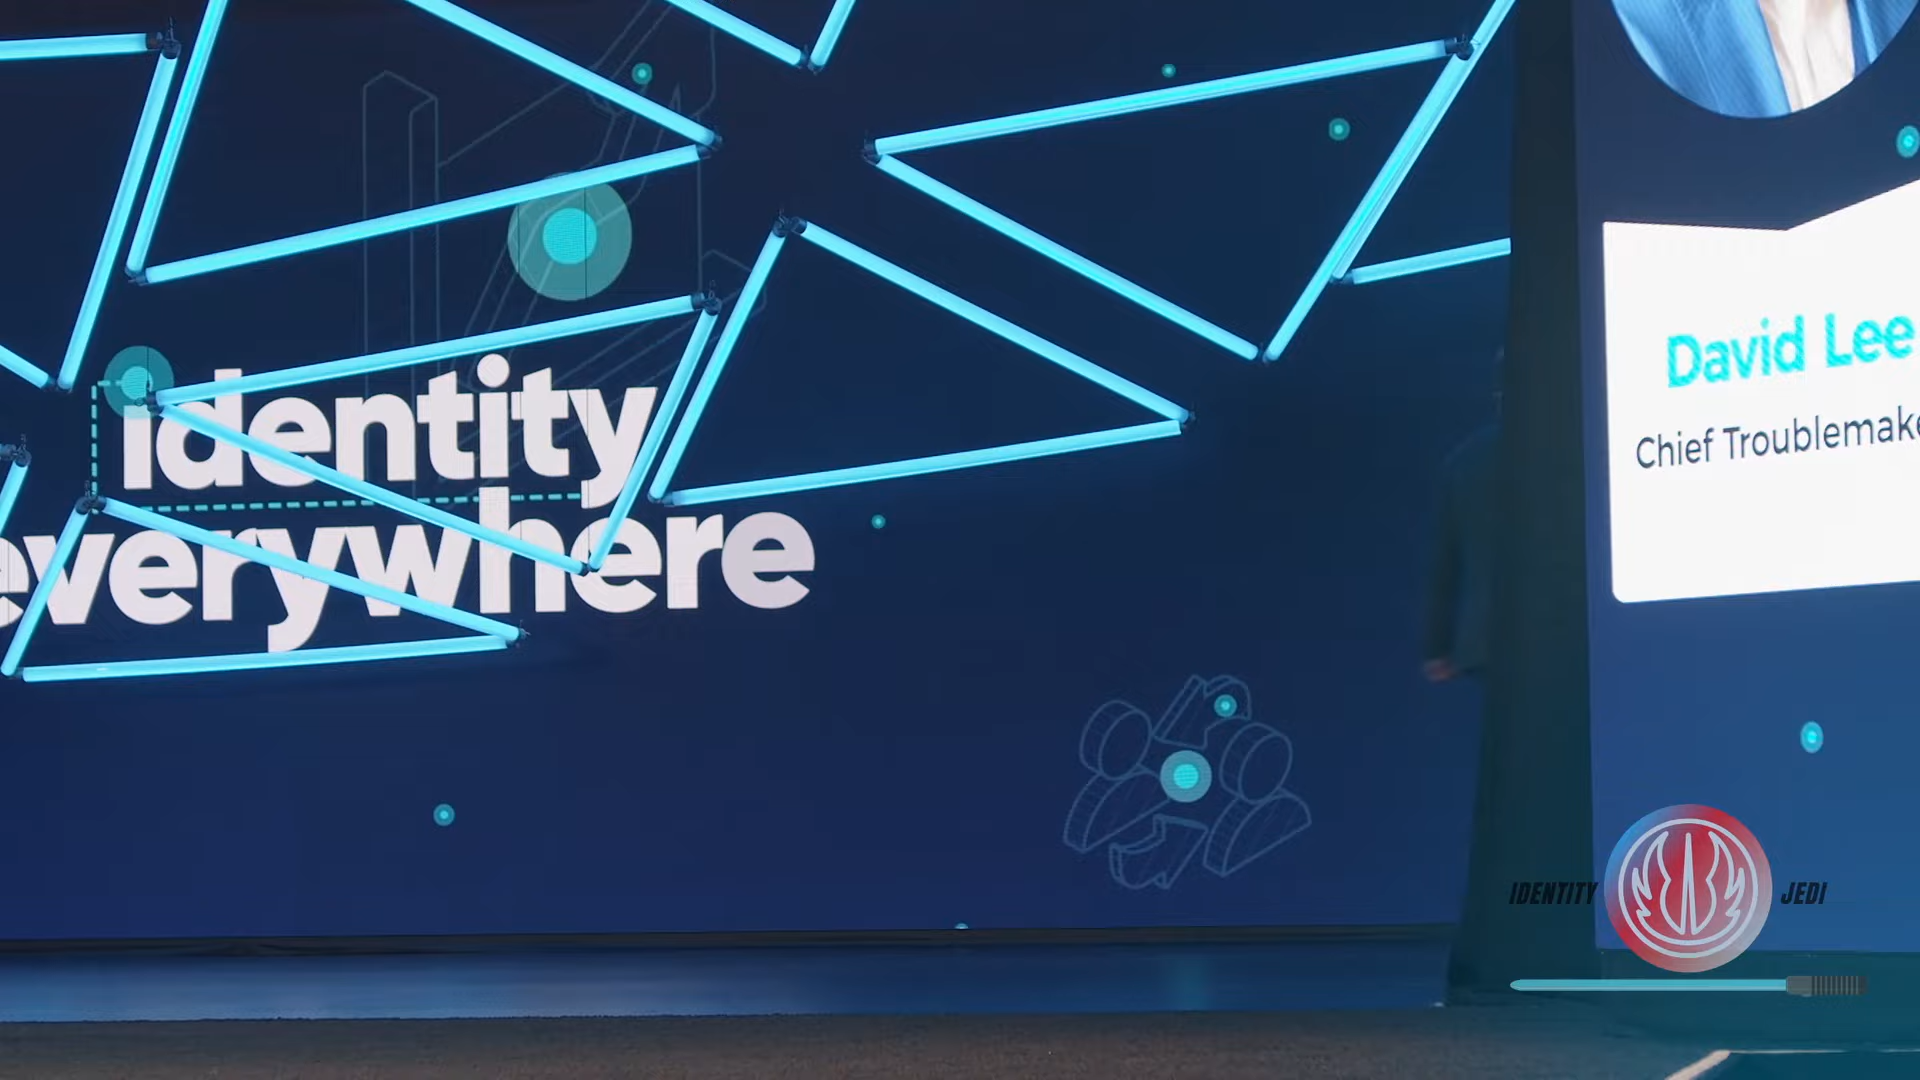 identity
everywhere
David Lee
Chief Troublemake
IDENTITY JEDI